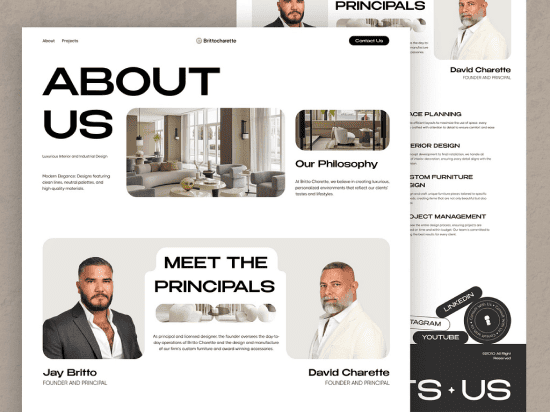 About
Projects
Brittocharette
Contact Us
ABOUT
US
Luxurious Interior and Industrial Design
Modern Elegance: Designs featuring
clean lines, neutral palettes, and
high-quality materials.
Our Philosophy
At Britto Charette, we believe in creating luxurious,
personalized environments that reflect our clients'
tastes and lifestyles.
MEET THE
PRINCIPALS
As principal and licensed designer, the founder oversees the day-to-
day operations of Britto Charette and the design and manufacture
of our firm's custom furniture and award-winning accessories.
Jay Britto
FOUNDER AND PRINCIPAL
David Charette
FOUNDER AND PRINCIPAL
PRINCIPALS
David Charette
FOUNDER AND PRINCIPAL
ACE PLANNING
ERIOR DESIGN
STOM FURNITURE
SIGN
OJECT MANAGEMENT
LINKEDIN
TAGRAM
YOUTUBE
All Right
Reserved
TS US